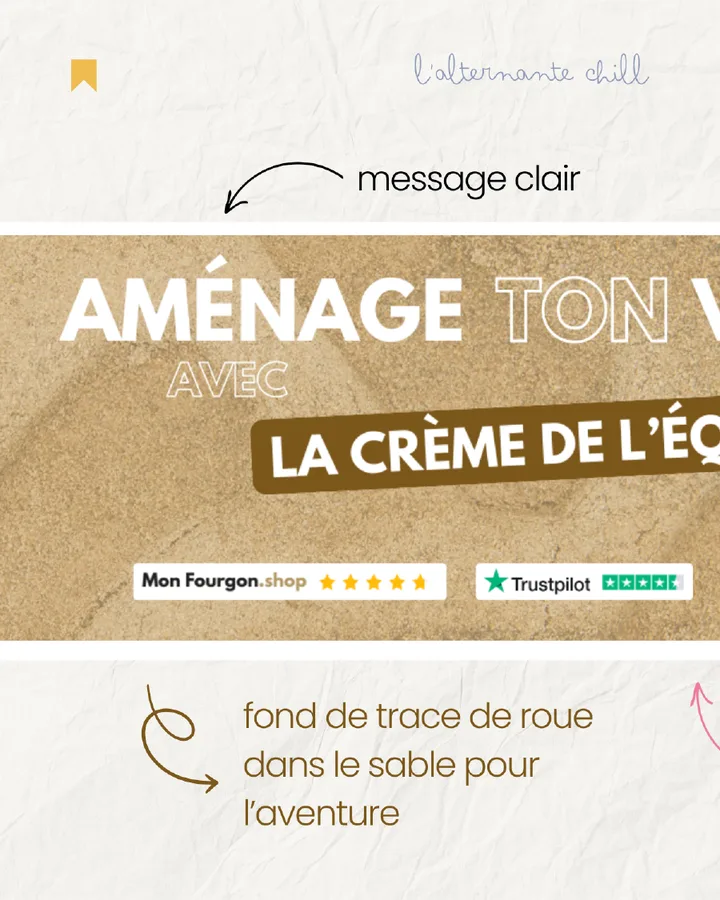 l'alternante chill
message clair
AMÉNAGE TON
AVEC
LA CRÈME DE L'ÉQ
Mon Fourgon.shop
Trustpilot
fond de trace de roue
dans le sable pour
l'aventure